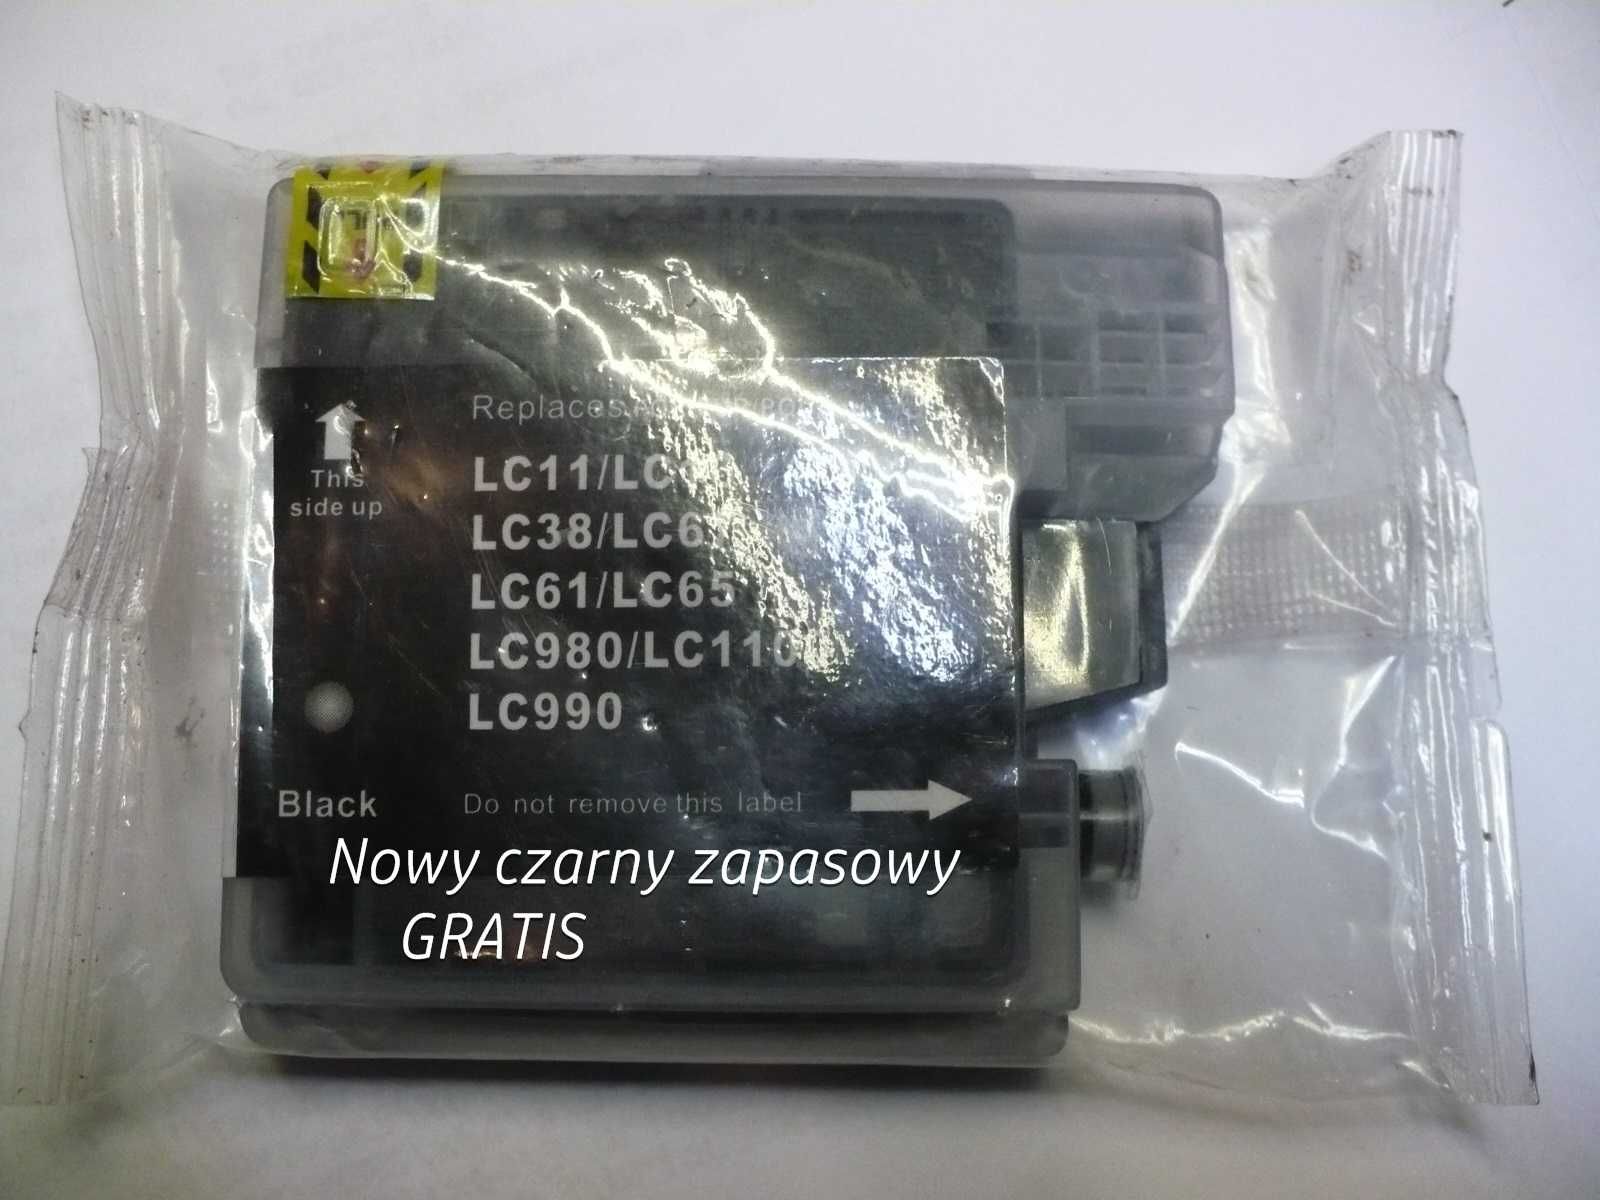 Replaces
This
side up
LC11/LC
LC38/LC6
LC61/LC65
LC980/LC1100
LC990
Black
Do not remove this label
Nowy czarny zapasowy
GRATIS